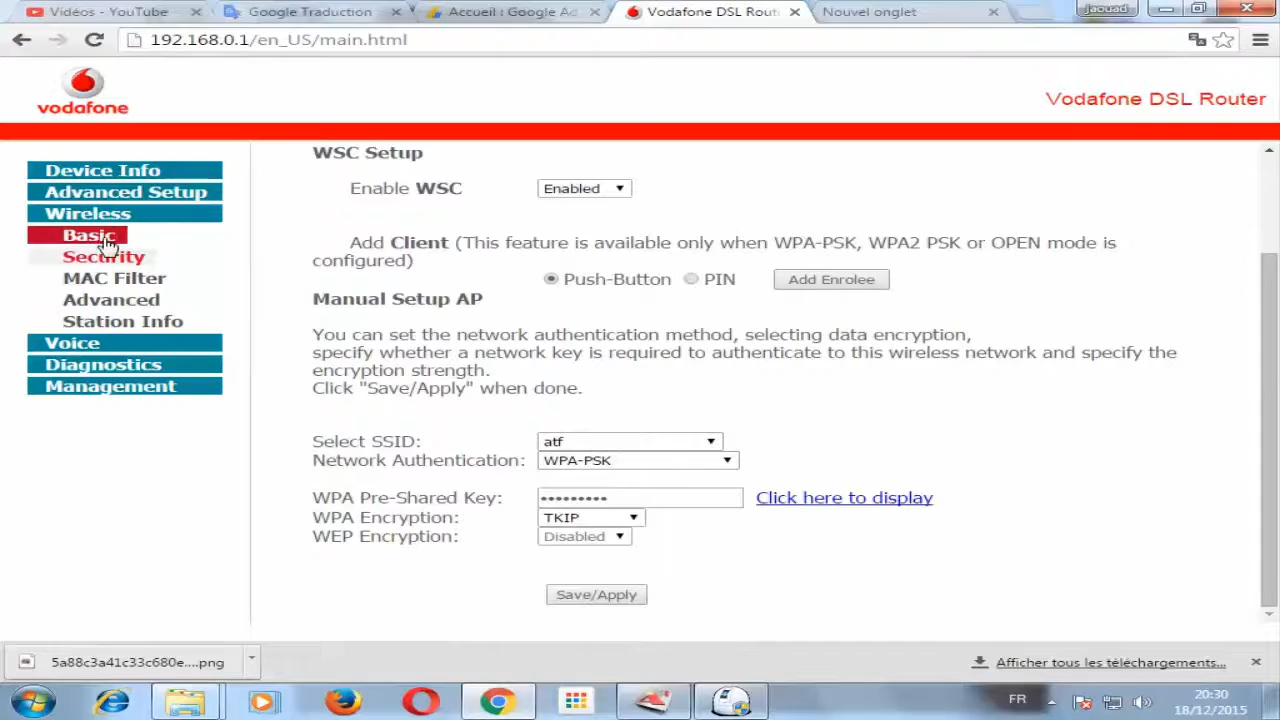 Vidéos - YouTube
Google Traduction
Accueil : Google Ad
Vodafone DSL Rout
Nouvel onglet
jaouad
192.168.0.1/en_US/main.html
vodafone
Vodafone DSL Router
Device Info
Advanced Setup
Wireless
Basic
Security
MAC Filter
Advanced
Station Info
Voice
Diagnostics
Management
WSC Setup
Enable WSC
Enabled
Add Client (This feature is available only when WPA-PSK, WPA2 PSK or OPEN mode is
configured)
Push-Button PIN Add Enrolee
Manual Setup AP
You can set the network authentication method, selecting data encryption,
specify whether a network key is required to authenticate to this wireless network and specify the
encryption strength.
Click "Save/Apply" when done.
Select SSID: atf
Network Authentication: WPA-PSK
WPA Pre-Shared Key: ••••••••• Click here to display
WPA Encryption: TKIP
WEP Encryption: Disabled
Save/Apply
5a88c3a41c33c680e....png
Afficher tous les téléchargements...
FR
20:30
18/12/2015